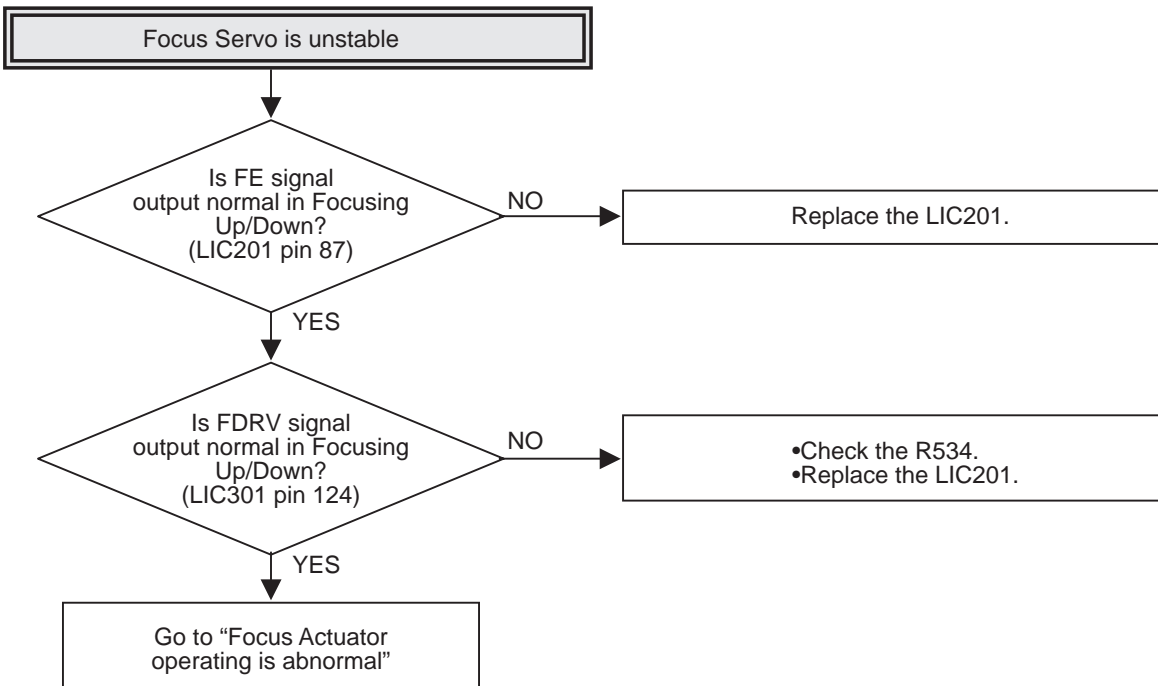 Focus Servo is unstable
Is FE signal
output normal in Focusing
Up/Down?
(LIC201 pin 87)
NO
Replace the LIC201.
YES
Is FDRV signal
output normal in Focusing
Up/Down?
(LIC301 pin 124)
NO
•Check the R534.
•Replace the LIC201.
YES
Go to “Focus Actuator
operating is abnormal”